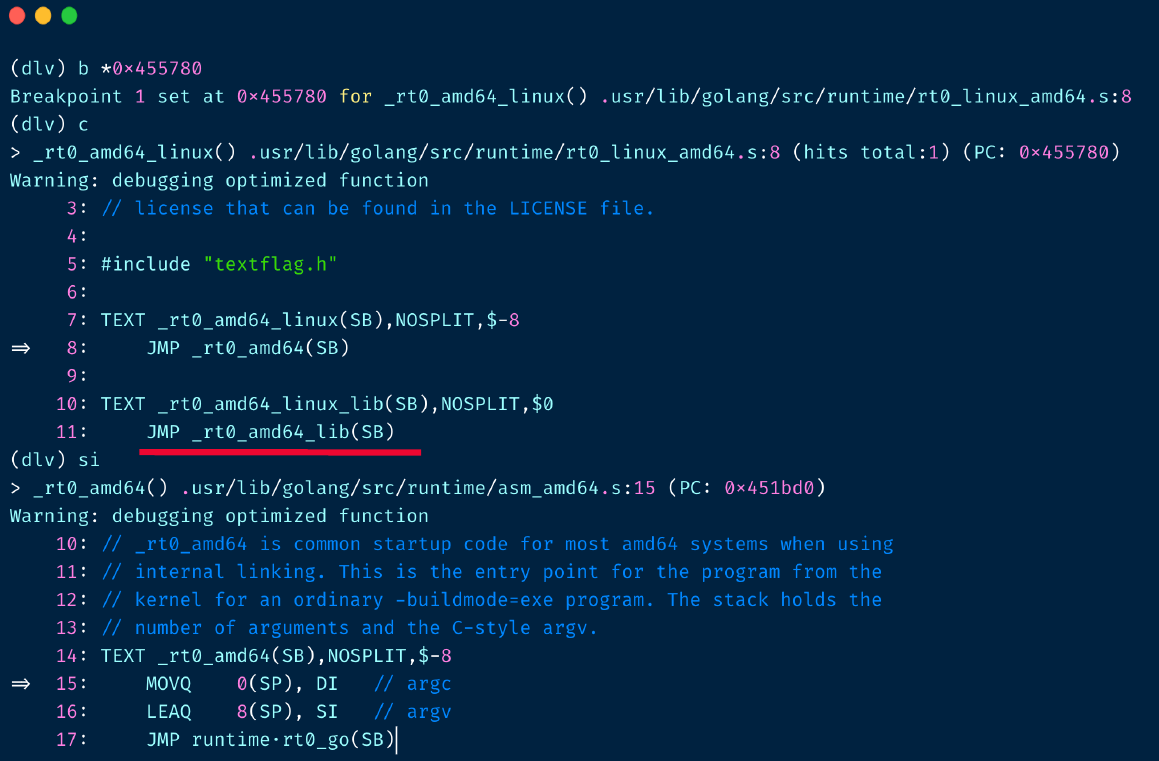 (dlv) b *0×455780
Breakpoint 1 set at 0×455780 for _rt0_amd64_linux() .usr/lib/golang/src/runtime/rt0_linux_amd64.s:8
(dlv) c
> _rt0_amd64_linux() .usr/lib/golang/src/runtime/rt0_linux_amd64.s:8 (hits total:1) (PC: 0×455780)
Warning: debugging optimized function
3: // license that can be found in the LICENSE file.
4:
5: #include "textflag.h"
6:
7: TEXT _rt0_amd64_linux(SB),NOSPLIT,$-8
⇒ 8: JMP _rt0_amd64(SB)
9:
10: TEXT _rt0_amd64_linux_lib(SB),NOSPLIT,$0
11: JMP _rt0_amd64_lib(SB)
(dlv) si
> _rt0_amd64() .usr/lib/golang/src/runtime/asm_amd64.s:15 (PC: 0×451bd0)
Warning: debugging optimized function
10: // _rt0_amd64 is common startup code for most amd64 systems when using
11: // internal linking. This is the entry point for the program from the
12: // kernel for an ordinary -buildmode=exe program. The stack holds the
13: // number of arguments and the C-style argv.
14: TEXT _rt0_amd64(SB),NOSPLIT,$-8
⇒ 15: MOVQ 0(SP), DI // argc
16: LEAQ 8(SP), SI // argv
17: JMP runtime·rt0_go(SB)